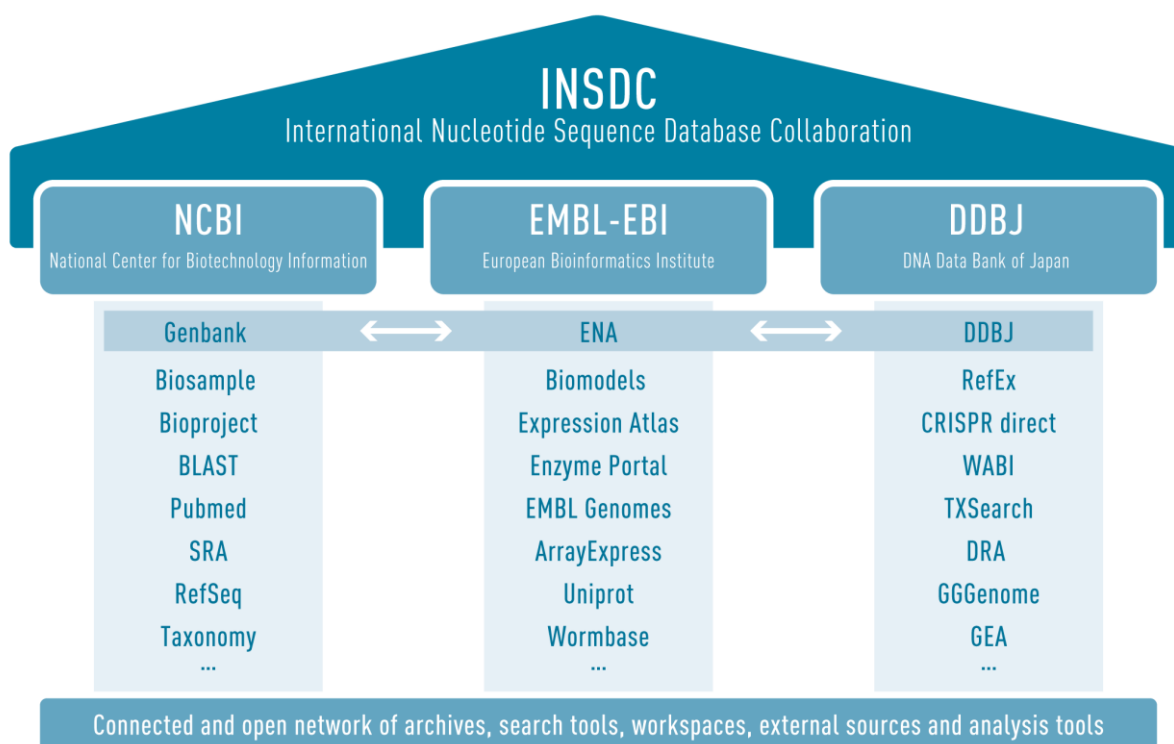 INSDC
International Nucleotide Sequence Database Collaboration
NCBI
National Center for Biotechnology Information
EMBL-EBI
European Bioinformatics Institute
DDBJ
DNA Data Bank of Japan
Genbank
Biosample
Bioproject
BLAST
Pubmed
SRA
RefSeq
Taxonomy
...
ENA
Biomodels
Expression Atlas
Enzyme Portal
EMBL Genomes
ArrayExpress
Uniprot
Wormbase
...
DDBJ
RefEx
CRISPR direct
WABI
TXSearch
DRA
GGGenome
GEA
...
Connected and open network of archives, search tools, workspaces, external sources and analysis tools